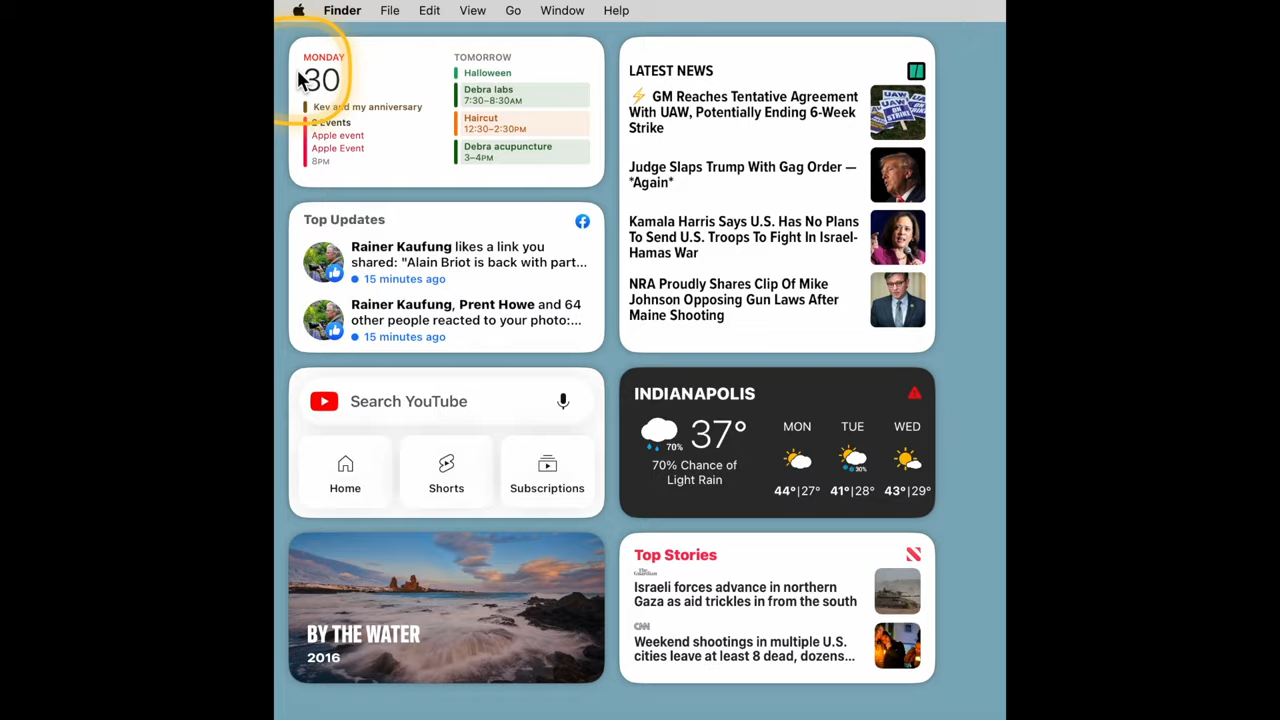 Finder File Edit View Go Window Help
MONDAY
30
Kev and my anniversary
2 Events
Apple event
Apple Event
8PM
TOMORROW
Halloween
Debra labs
7:30–8:30AM
Haircut
12:30–2:30PM
Debra acupuncture
3–4PM
LATEST NEWS
⚡ GM Reaches Tentative Agreement
With UAW, Potentially Ending 6-Week
Strike
Judge Slaps Trump With Gag Order —
*Again*
Kamala Harris Says U.S. Has No Plans
To Send U.S. Troops To Fight In Israel-
Hamas War
NRA Proudly Shares Clip Of Mike
Johnson Opposing Gun Laws After
Maine Shooting
UAW
UAW
ON
STRIKE
Top Updates
Rainer Kaufung likes a link you
shared: "Alain Briot is back with part...
15 minutes ago
Rainer Kaufung, Prent Howe and 64
other people reacted to your photo:...
15 minutes ago
Search YouTube
Home Shorts Subscriptions
INDIANAPOLIS
70% 37°
70% Chance of
Light Rain
MON TUE WED
30%
44°|27° 41°|28° 43°|29°
BY THE WATER
2016
Top Stories
The Guardian
Israeli forces advance in northern
Gaza as aid trickles in from the south
CNN
Weekend shootings in multiple U.S.
cities leave at least 8 dead, dozens...